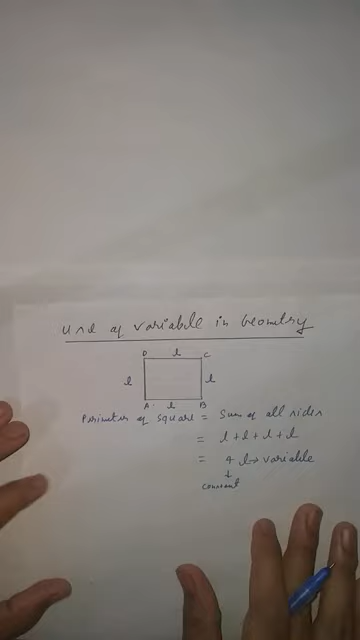 Use of variable in Geometry
D l C
l l
A l B
Perimeter of square = Sum of all sides
= l + l + l + l
= 4 l → variable
↓
constant